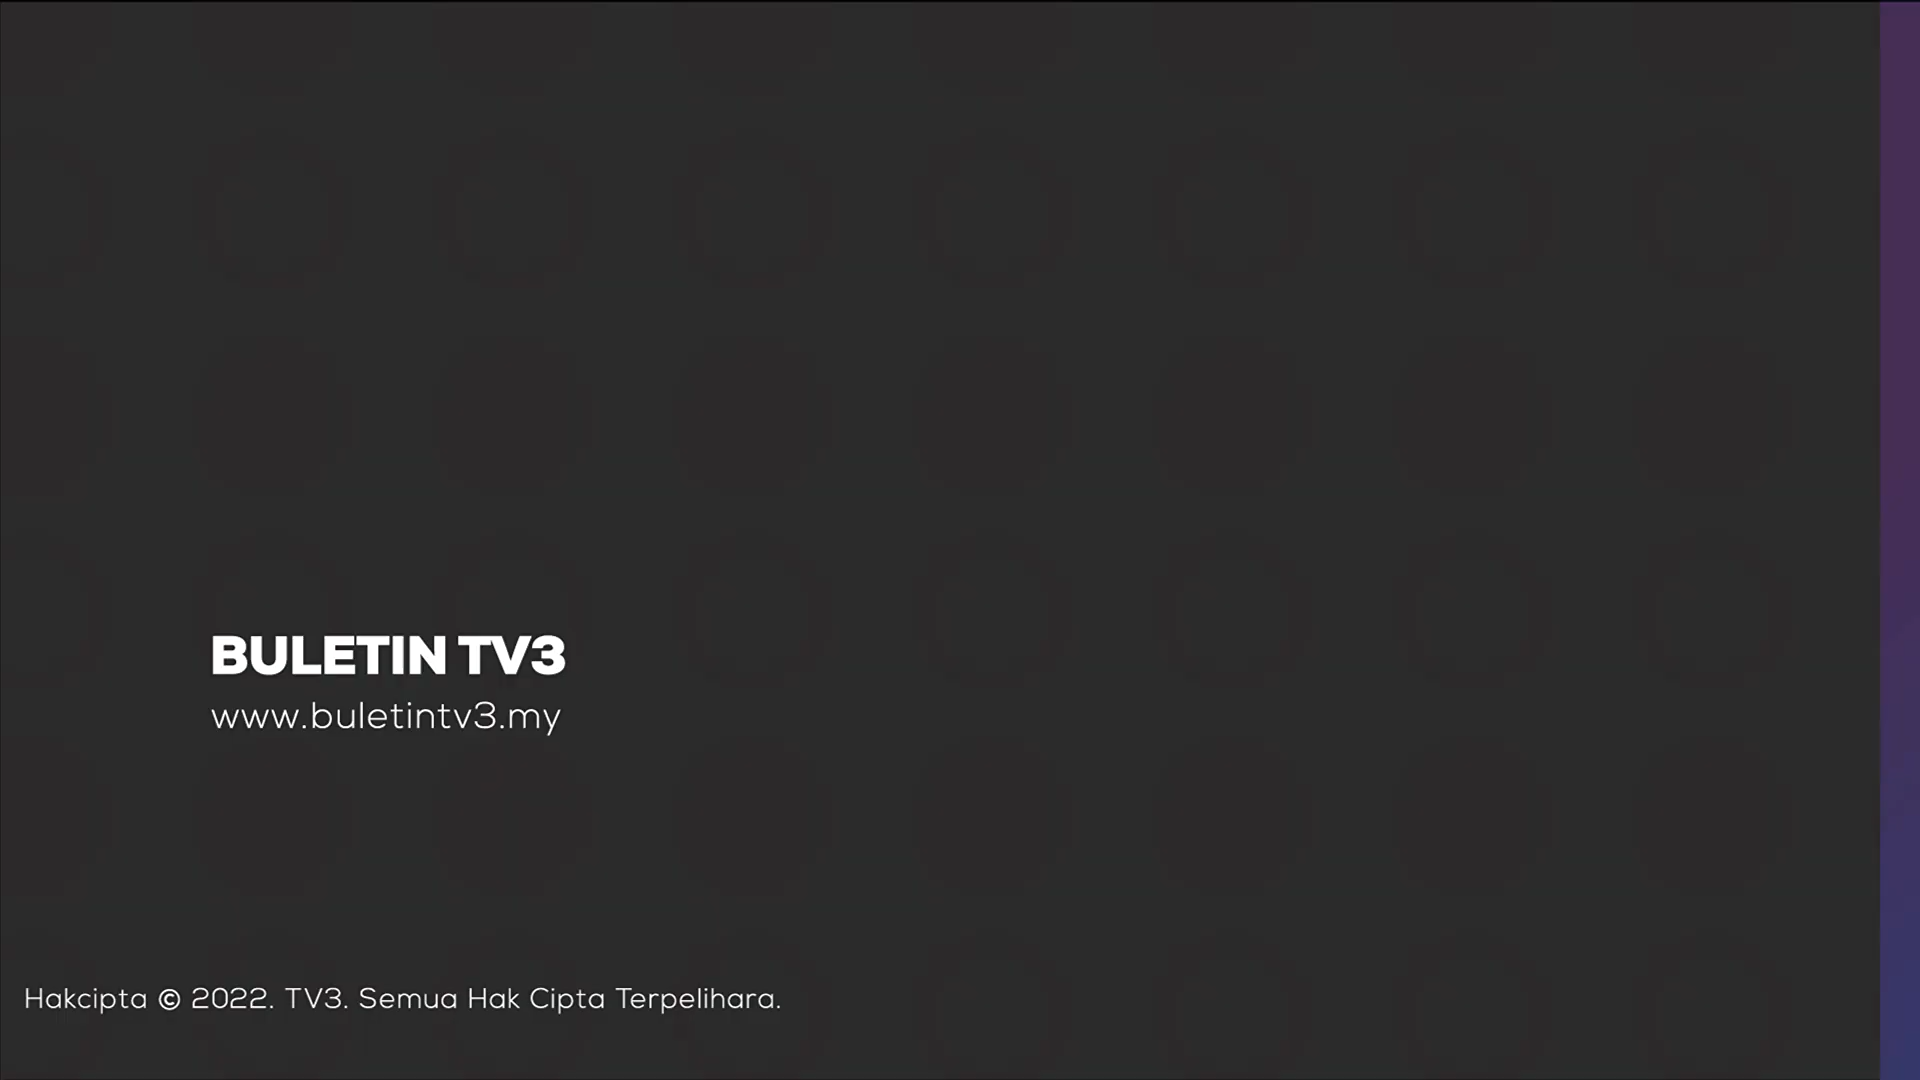 BULETIN TV3
www.buletintv3.my
Hakcipta © 2022. TV3. Semua Hak Cipta Terpelihara.